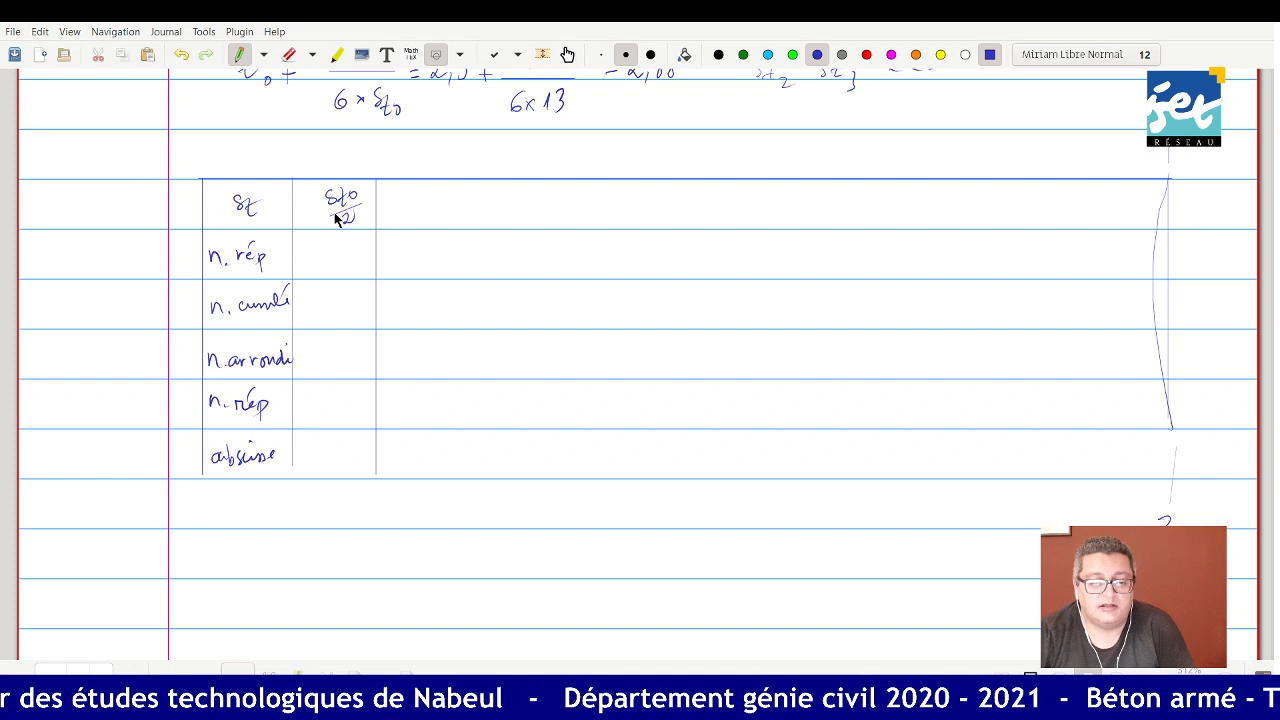 File Edit View Navigation Journal Tools Plugin Help
Miriam Libre Normal 12
6 × St0
6 × 13
iset
RÉSEAU
St
St0
2
n. rép
n. cumulé
n. arrondi
n. rép
abscisse
312%
r des études technologiques de Nabeul - Département génie civil 2020 - 2021 - Béton armé - T